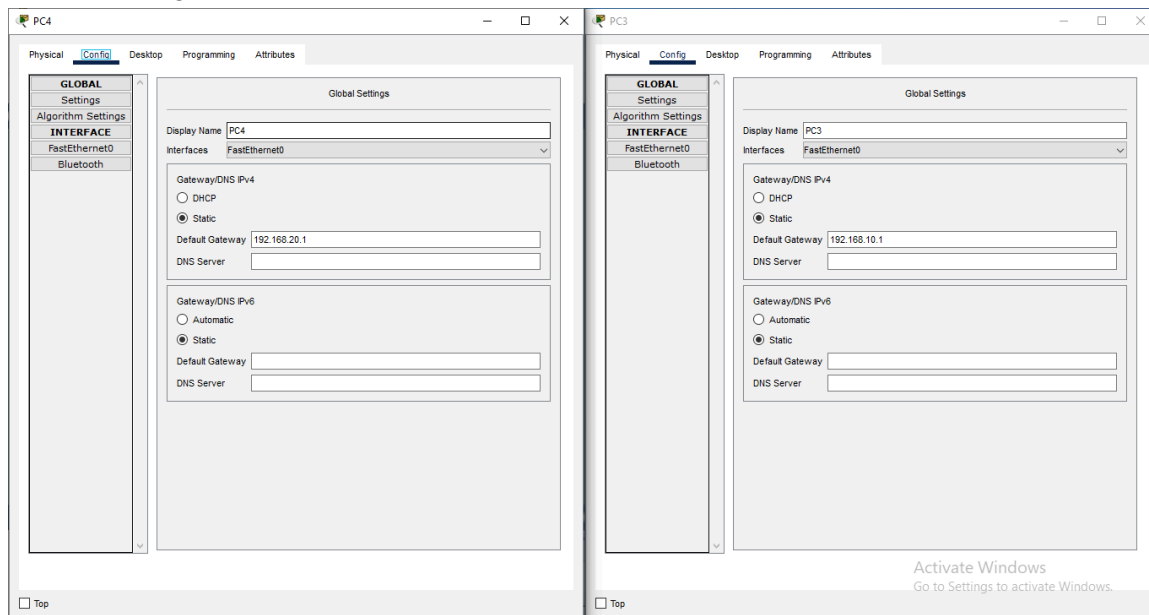 PC4
Physical Config Desktop Programming Attributes
GLOBAL
Settings
Algorithm Settings
INTERFACE
FastEthernet0
Bluetooth
Global Settings
Display Name PC4
Interfaces FastEthernet0
Gateway/DNS IPv4
DHCP
Static
Default Gateway 192.168.20.1
DNS Server
Gateway/DNS IPv6
Automatic
Static
Default Gateway
DNS Server
Top
PC3
Physical Config Desktop Programming Attributes
GLOBAL
Settings
Algorithm Settings
INTERFACE
FastEthernet0
Bluetooth
Global Settings
Display Name PC3
Interfaces FastEthernet0
Gateway/DNS IPv4
DHCP
Static
Default Gateway 192.168.10.1
DNS Server
Gateway/DNS IPv6
Automatic
Static
Default Gateway
DNS Server
Activate Windows
Go to Settings to activate Windows.
Top